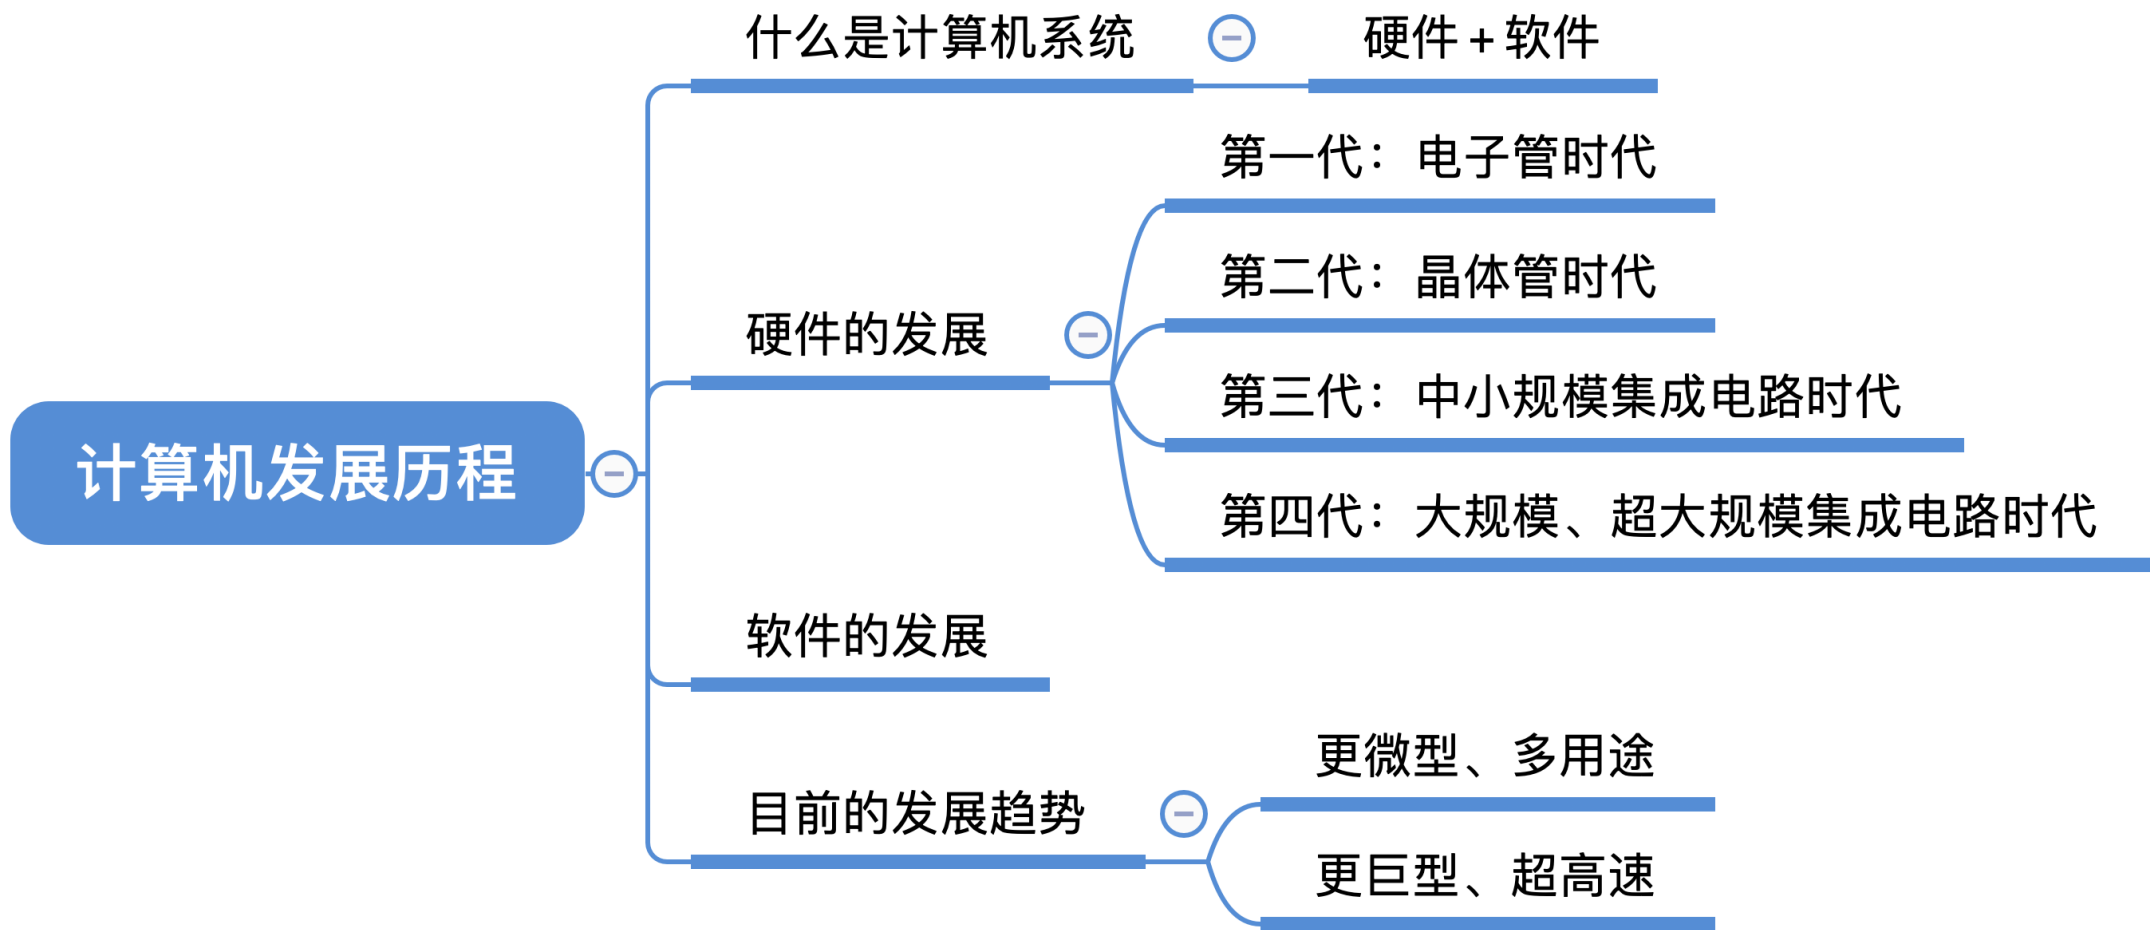 计算机发展历程
什么是计算机系统
硬件+软件
硬件的发展
第一代：电子管时代
第二代：晶体管时代
第三代：中小规模集成电路时代
第四代：大规模、超大规模集成电路时代
软件的发展
目前的发展趋势
更微型、多用途
更巨型、超高速